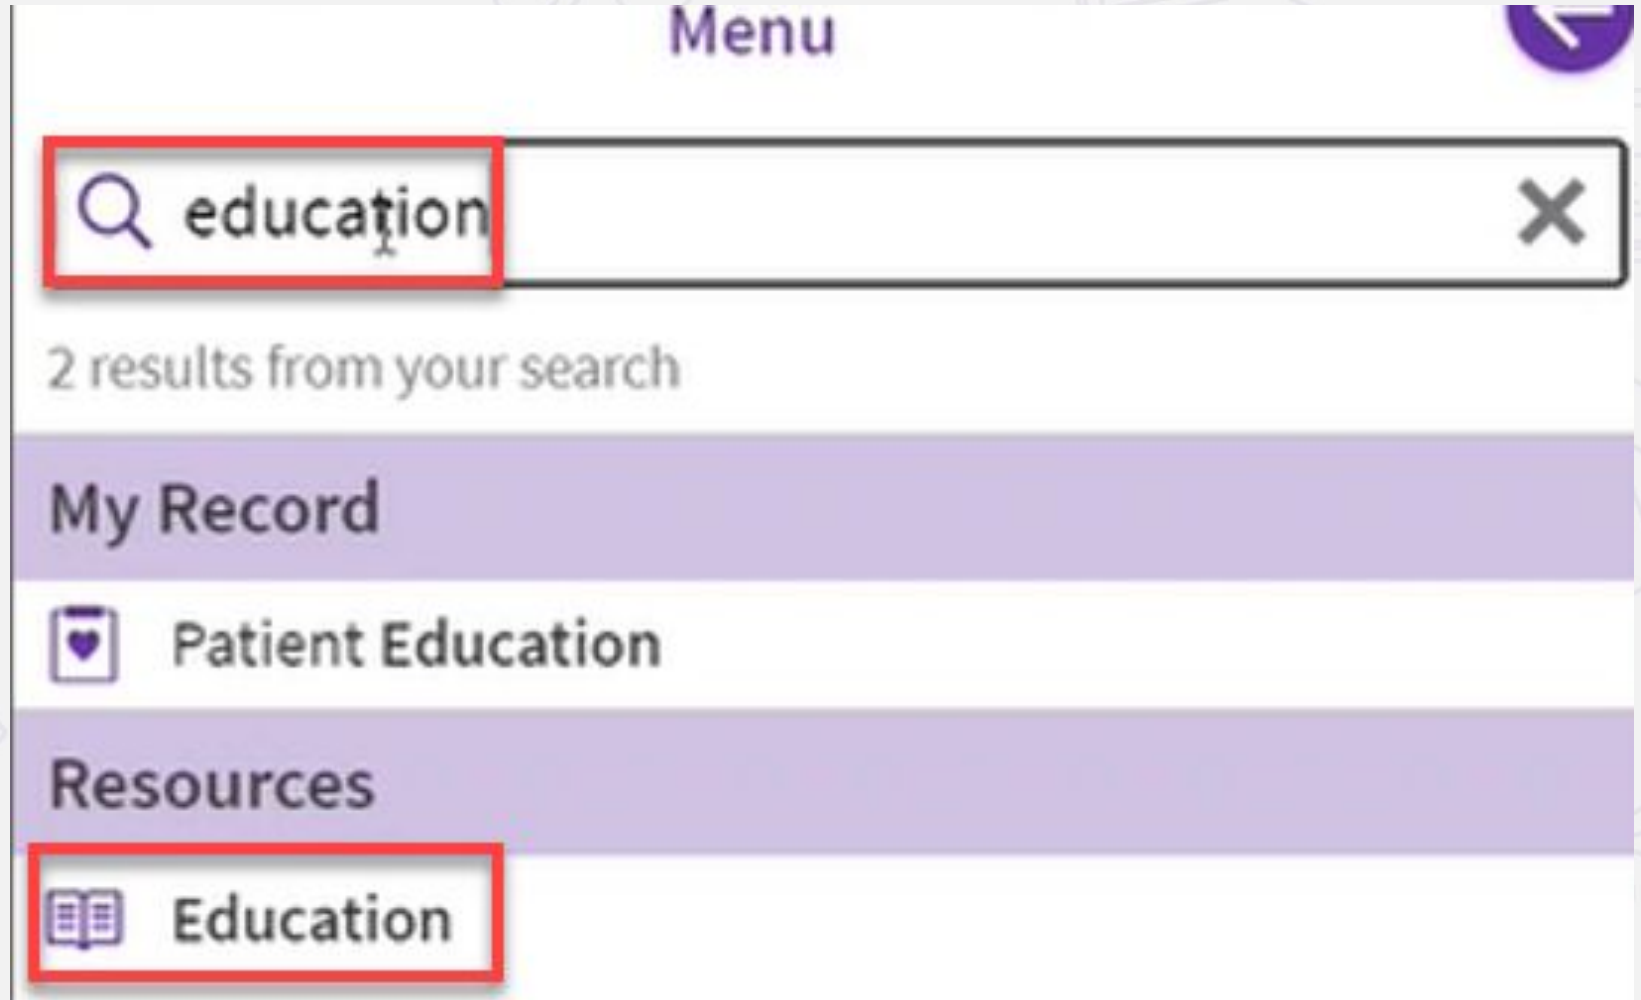 Menu
education
2 results from your search
My Record
Patient Education
Resources
Education